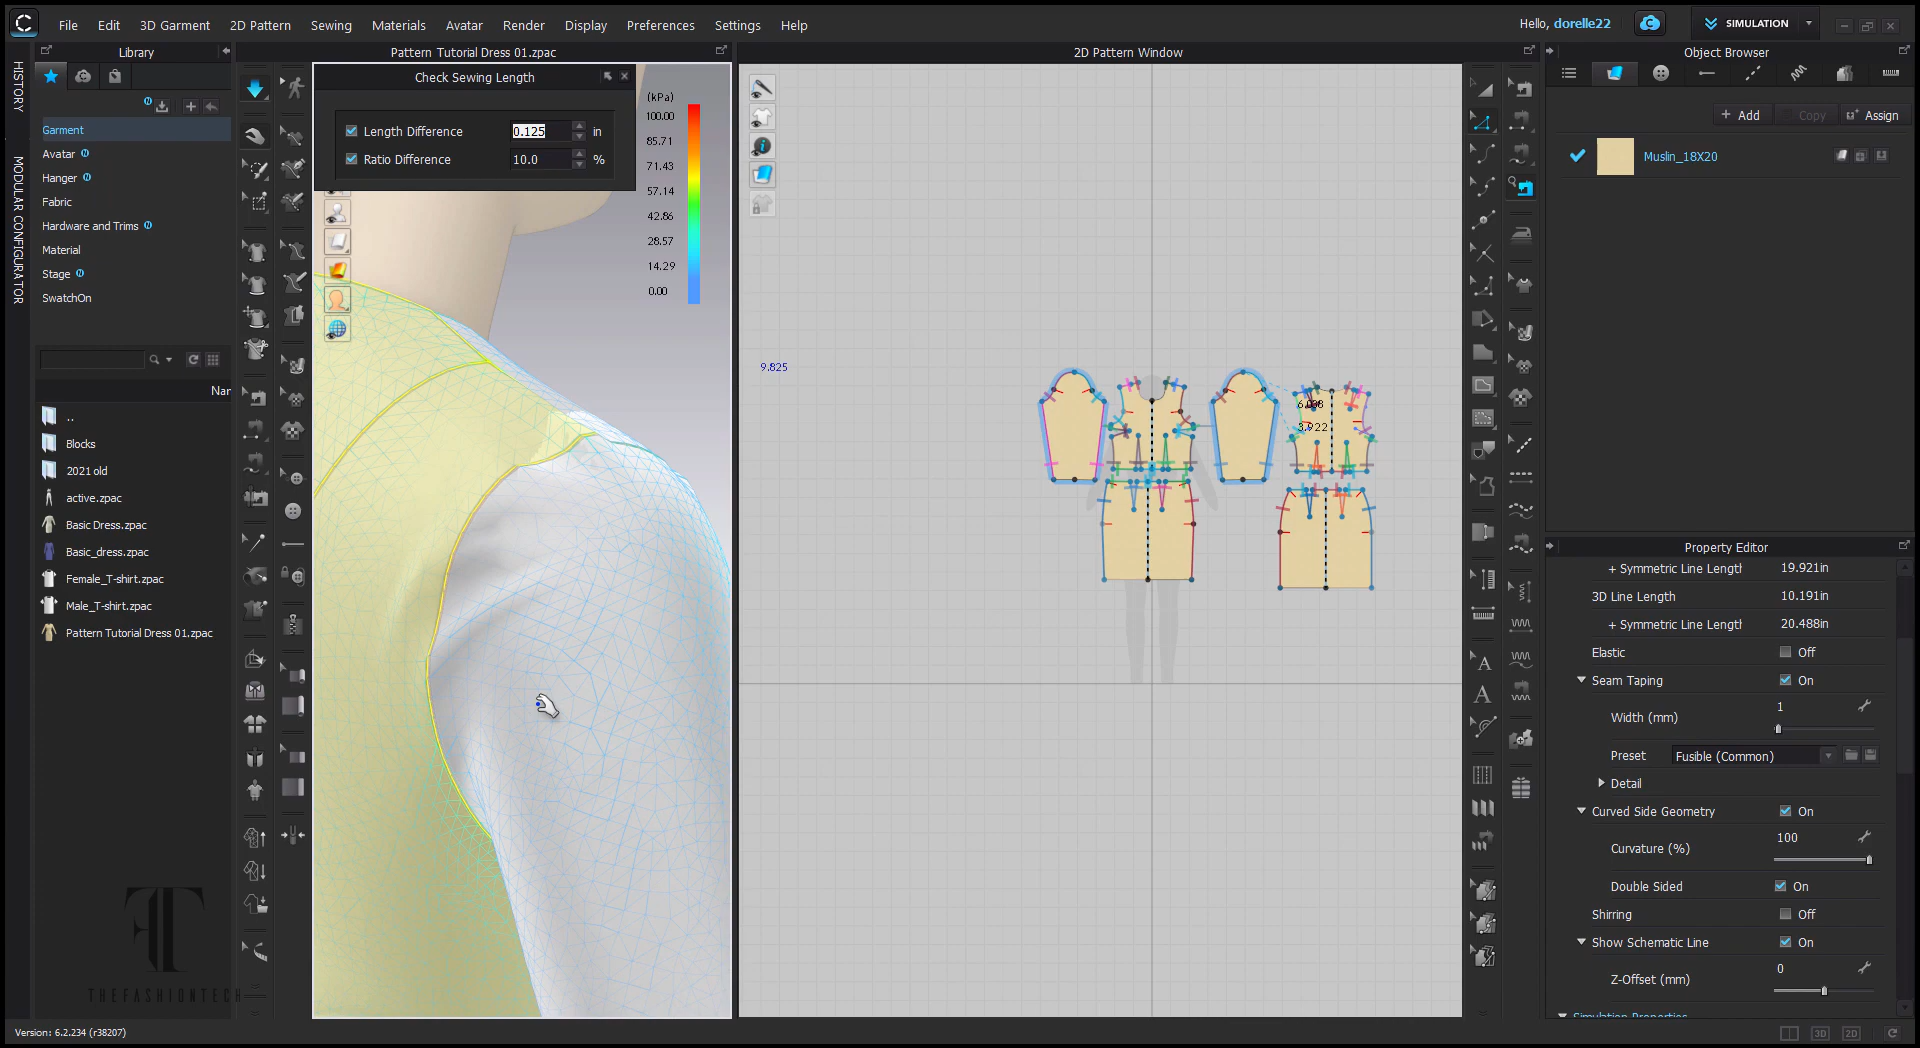 File Edit 3D Garment 2D Pattern Sewing Materials Avatar Render Display Preferences Settings Help
Hello, dorelle22
SIMULATION
HISTORY
MODULAR CONFIGURATOR
Library
Garment
Avatar
Hanger
Fabric
Hardware and Trims
Material
Stage
SwatchOn
Nar
..
Blocks
2021 old
active.zpac
Basic Dress.zpac
Basic_dress.zpac
Female_T-shirt.zpac
Male_T-shirt.zpac
Pattern Tutorial Dress 01.zpac
THEFASHIONTECH
Version: 6.2.234 (r38207)
Pattern Tutorial Dress 01.zpac
Check Sewing Length
Length Difference 0.125 in
Ratio Difference 10.0 %
(kPa)
100.00
85.71
71.43
57.14
42.86
28.57
14.29
0.00
2D Pattern Window
9.825
3.922
Object Browser
+ Add Copy Assign
Muslin_18X20
Property Editor
+ Symmetric Line Length 19.921in
3D Line Length 10.191in
+ Symmetric Line Length 20.488in
Elastic Off
Seam Taping On
Width (mm) 1
Preset Fusible (Common)
Detail
Curved Side Geometry On
Curvature (%) 100
Double Sided On
Shirring Off
Show Schematic Line On
Z-Offset (mm) 0
Simulation Properties
3D 2D